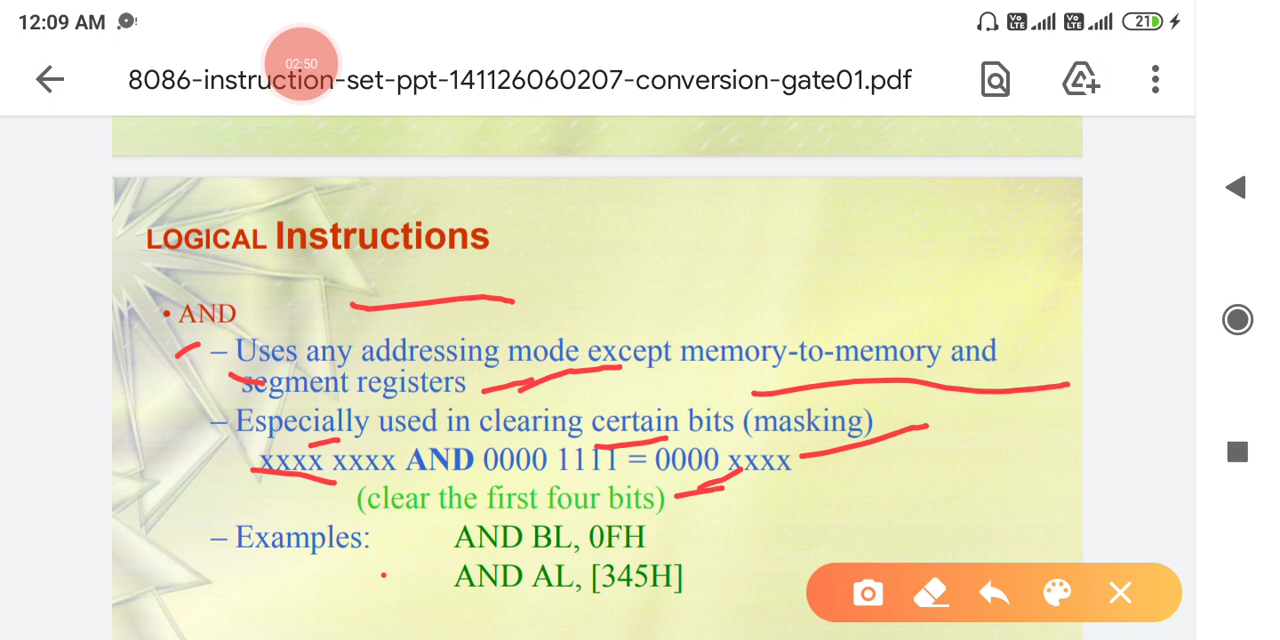 12:09 AM
21
02:50
8086-instruction-set-ppt-141126060207-conversion-gate01.pdf
LOGICAL Instructions
• AND
– Uses any addressing mode except memory-to-memory and
segment registers
– Especially used in clearing certain bits (masking)
xxxx xxxx AND 0000 1111 = 0000 xxxx
(clear the first four bits)
– Examples: AND BL, 0FH
AND AL, [345H]